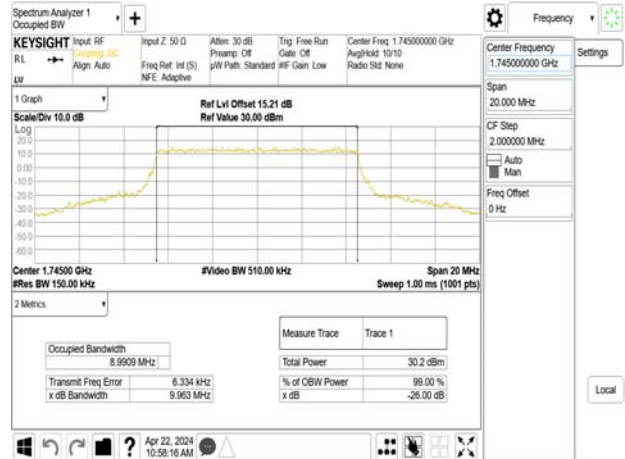 Spectrum Analyzer 1
Occupied BW
Frequency
KEYSIGHT
RL
Input: RF
Coupling: DC
Align: Auto
Input Z: 50 Ω
Freq Ref: Int (S)
NFE: Adaptive
Atten: 30 dB
Preamp: Off
µW Path: Standard
Trig: Free Run
Gate: Off
#IF Gain: Low
Center Freq: 1.745000000 GHz
Avg|Hold: 10/10
Radio Std: None
Center Frequency
1.745000000 GHz
Settings
Span
20.000 MHz
CF Step
2.000000 MHz
Auto
Man
Freq Offset
0 Hz
Local
1 Graph
Scale/Div 10.0 dB
Ref Lvl Offset 15.21 dB
Ref Value 30.00 dBm
Log
20.0
10.0
0.00
-10.0
-20.0
-30.0
-40.0
-50.0
-60.0
Center 1.74500 GHz
#Video BW 510.00 kHz
Span 20 MHz
#Res BW 150.00 kHz
Sweep 1.00 ms (1001 pts)
2 Metrics
Measure Trace Trace 1
Occupied Bandwidth
8.9909 MHz
Total Power 30.2 dBm
Transmit Freq Error 6.334 kHz
% of OBW Power 99.00 %
x dB Bandwidth 9.963 MHz
x dB -26.00 dB
?
Apr 22, 2024
10:58:16 AM